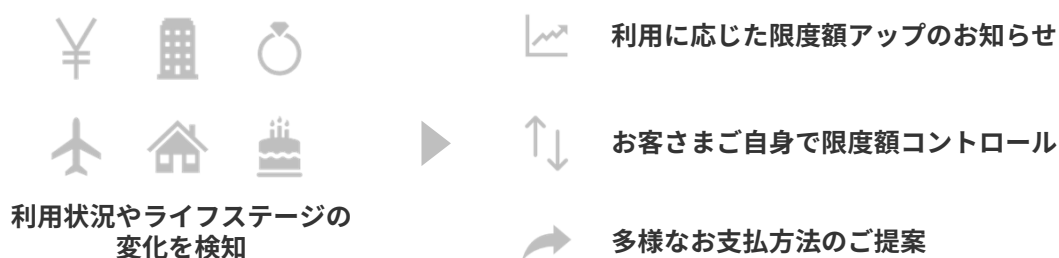 利用状況やライフステージの
変化を検知
利用に応じた限度額アップのお知らせ
お客さまご自身で限度額コントロール
多様なお支払方法のご提案